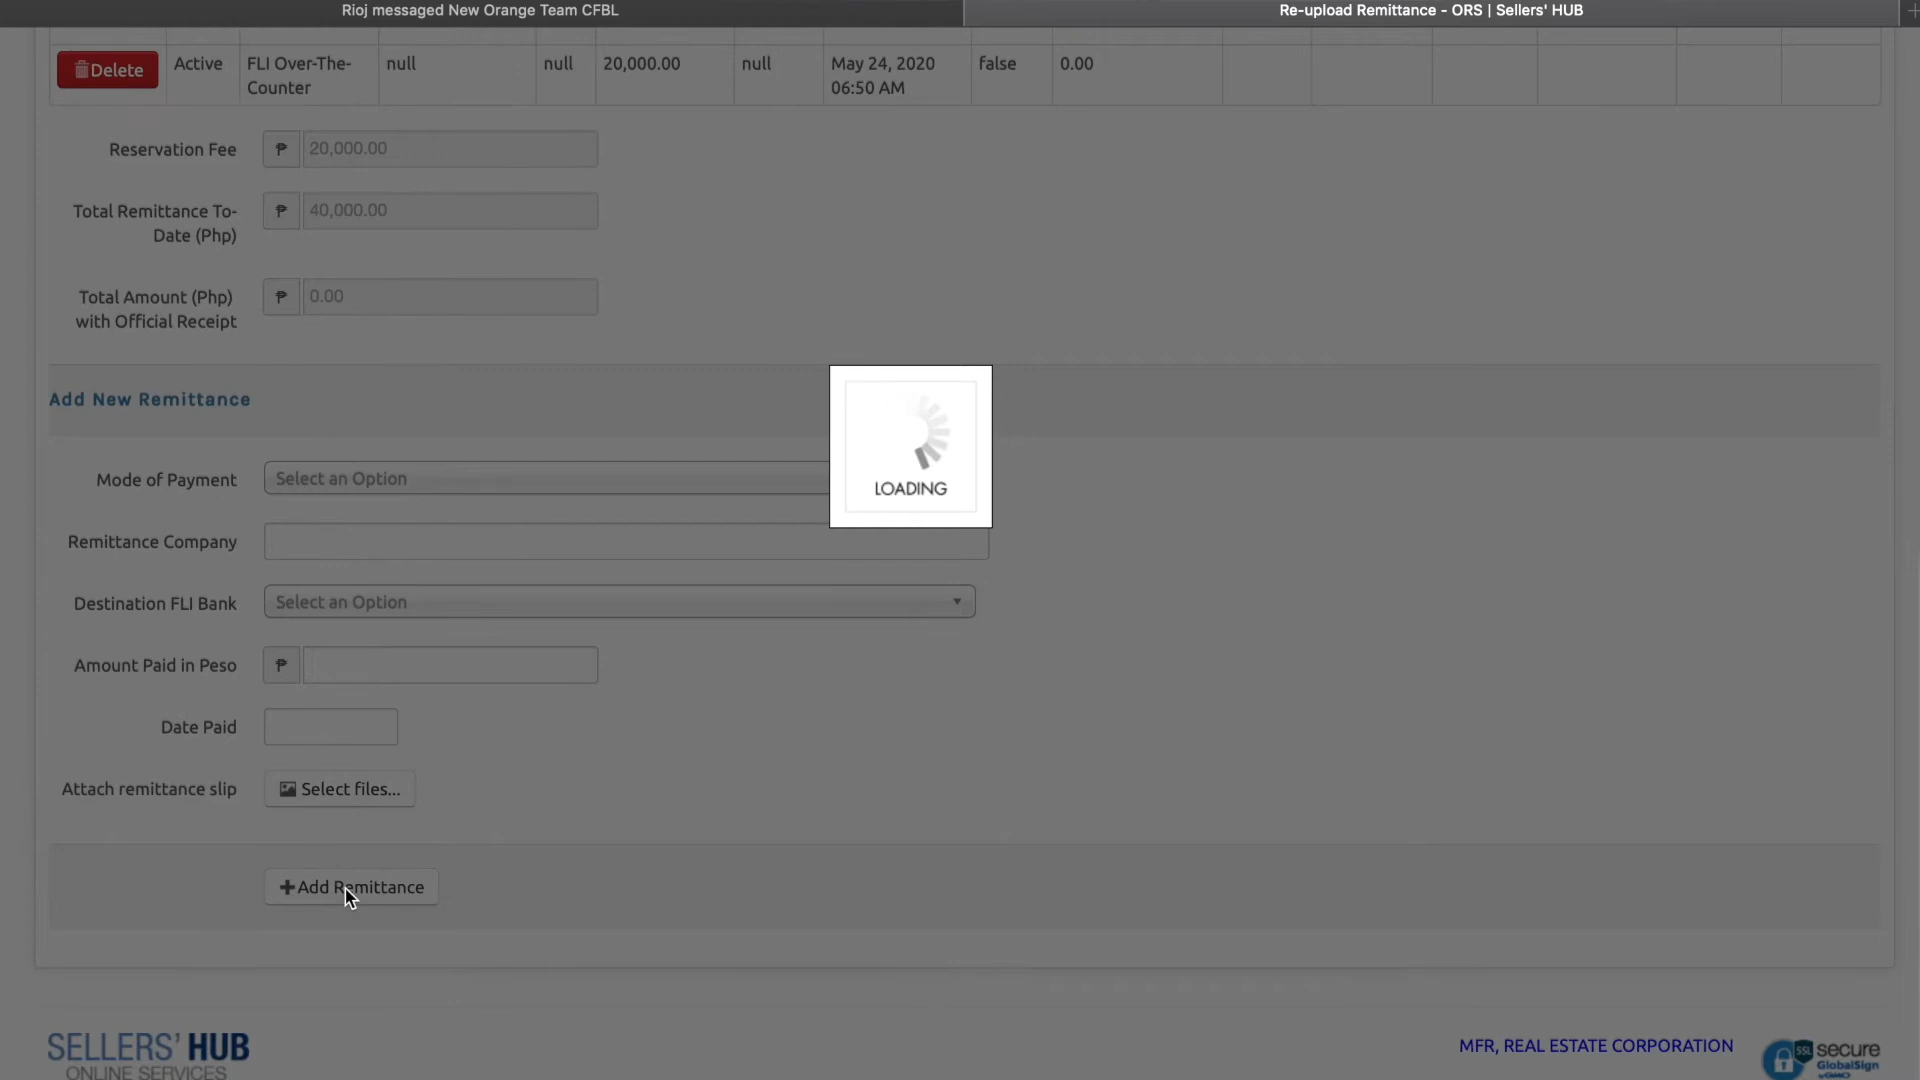 Rioj messaged New Orange Team CFBL
Re-upload Remittance - ORS | Sellers' HUB
Delete Active FLI Over-The- null null 20,000.00 null May 24, 2020 false 0.00
Counter 06:50 AM
Reservation Fee ₱ 20,000.00
Total Remittance To- ₱ 40,000.00
Date (Php)
Total Amount (Php) ₱ 0.00
with Official Receipt
Add New Remittance
LOADING
Mode of Payment Select an Option
Remittance Company
Destination FLI Bank Select an Option
Amount Paid in Peso ₱
Date Paid
Attach remittance slip Select files...
+Add Remittance
SELLERS' HUB
ONLINE SERVICES
MFR, REAL ESTATE CORPORATION
SSL secure
GlobalSign
by GMO